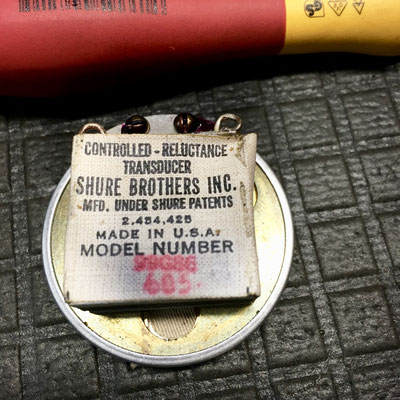 CONTROLLED - RELUCTANCE
TRANSDUCER
SHURE BROTHERS INC.
MFD. UNDER SHURE PATENTS
2,454,425
MADE IN U.S.A.
MODEL NUMBER